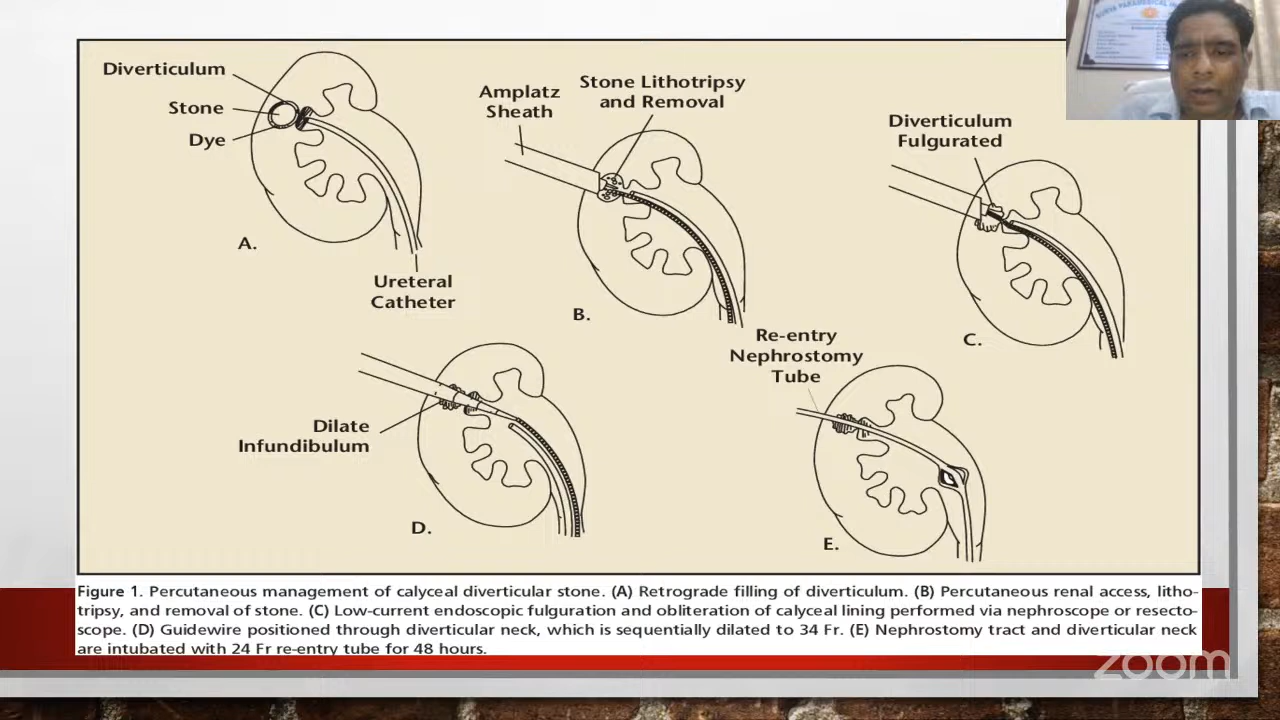 Diverticulum
Stone
Dye
A.
Ureteral
Catheter
Amplatz
Sheath
Stone Lithotripsy
and Removal
B.
Diverticulum
Fulgurated
C.
Dilate
Infundibulum
D.
Re-entry
Nephrostomy
Tube
E.
Figure 1. Percutaneous management of calyceal diverticular stone. (A) Retrograde filling of diverticulum. (B) Percutaneous renal access, litho-
tripsy, and removal of stone. (C) Low-current endoscopic fulguration and obliteration of calyceal lining performed via nephroscope or resecto-
scope. (D) Guidewire positioned through diverticular neck, which is sequentially dilated to 34 Fr. (E) Nephrostomy tract and diverticular neck
are intubated with 24 Fr re-entry tube for 48 hours.
zoom